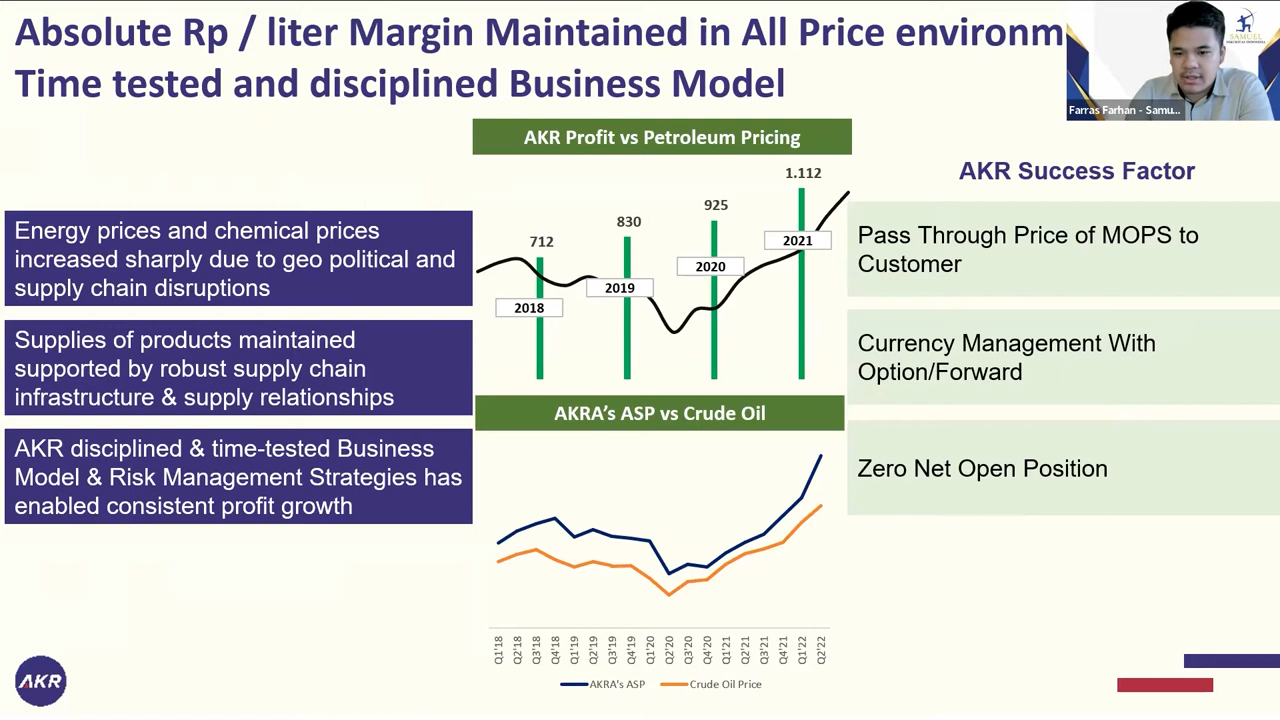 Absolute Rp / liter Margin Maintained in All Price environm
Time tested and disciplined Business Model
SAMUEL
SEKURITAS INDONESIA
Farras Farhan - Samu...
AKR Profit vs Petroleum Pricing
1.112
925
830
712
2021
2020
2019
2018
Energy prices and chemical prices
increased sharply due to geo political and
supply chain disruptions
Supplies of products maintained
supported by robust supply chain
infrastructure & supply relationships
AKR disciplined & time-tested Business
Model & Risk Management Strategies has
enabled consistent profit growth
AKRA's ASP vs Crude Oil
Q1'18
Q2'18
Q3'18
Q4'18
Q1'19
Q2'19
Q3'19
Q4'19
Q1'20
Q2'20
Q3'20
Q4'20
Q1'21
Q2'21
Q3'21
Q4'21
Q1'22
Q2'22
AKRA's ASP
Crude Oil Price
AKR Success Factor
Pass Through Price of MOPS to
Customer
Currency Management With
Option/Forward
Zero Net Open Position
AKR